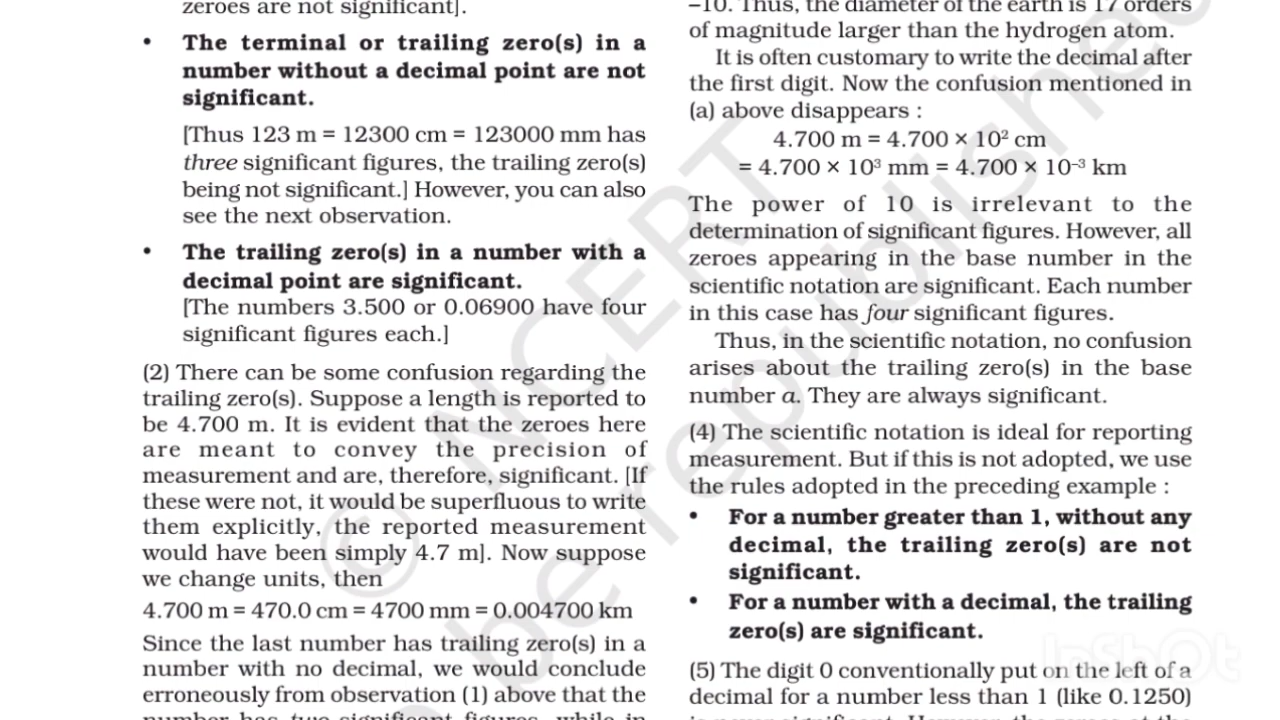 zeroes are not significant].
• The terminal or trailing zero(s) in a
number without a decimal point are not
significant.
[Thus 123 m = 12300 cm = 123000 mm has
three significant figures, the trailing zero(s)
being not significant.] However, you can also
see the next observation.
• The trailing zero(s) in a number with a
decimal point are significant.
[The numbers 3.500 or 0.06900 have four
significant figures each.]
(2) There can be some confusion regarding the
trailing zero(s). Suppose a length is reported to
be 4.700 m. It is evident that the zeroes here
are meant to convey the precision of
measurement and are, therefore, significant. [If
these were not, it would be superfluous to write
them explicitly, the reported measurement
would have been simply 4.7 m]. Now suppose
we change units, then
4.700 m = 470.0 cm = 4700 mm = 0.004700 km
Since the last number has trailing zero(s) in a
number with no decimal, we would conclude
erroneously from observation (1) above that the
number has two significant figures, while in
–10. Thus, the diameter of the earth is 17 orders
of magnitude larger than the hydrogen atom.
It is often customary to write the decimal after
the first digit. Now the confusion mentioned in
(a) above disappears :
4.700 m = 4.700 × 10² cm
= 4.700 × 10³ mm = 4.700 × 10⁻³ km
The power of 10 is irrelevant to the
determination of significant figures. However, all
zeroes appearing in the base number in the
scientific notation are significant. Each number
in this case has four significant figures.
Thus, in the scientific notation, no confusion
arises about the trailing zero(s) in the base
number a. They are always significant.
(4) The scientific notation is ideal for reporting
measurement. But if this is not adopted, we use
the rules adopted in the preceding example :
• For a number greater than 1, without any
decimal, the trailing zero(s) are not
significant.
• For a number with a decimal, the trailing
zero(s) are significant.
(5) The digit 0 conventionally put on the left of a
decimal for a number less than 1 (like 0.1250)
© NCERT
be republished
InShOt